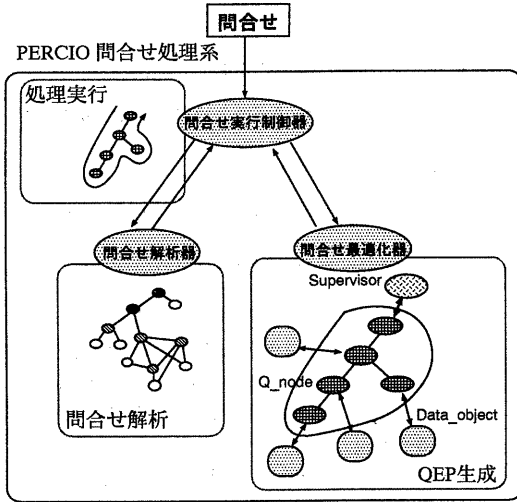 問合せ
PERCIO 問合せ処理系
処理実行
問合せ実行制御器
問合せ解析器
問合せ最適化器
Supervisor
Q_node
Data_object
問合せ解析
QEP生成